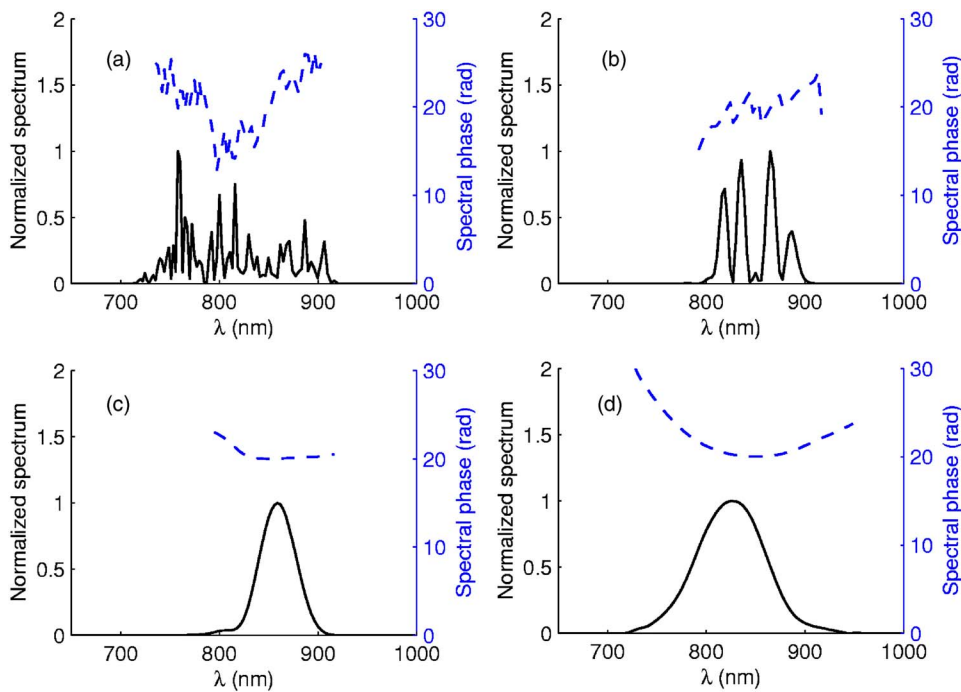 2
1.5
1
0.5
0
Normalized spectrum
(a)
30
20
10
0
Spectral phase (rad)
700 800 900 1000
λ (nm)
2
1.5
1
0.5
0
Normalized spectrum
(b)
30
20
10
0
Spectral phase (rad)
700 800 900 1000
λ (nm)
2
1.5
1
0.5
0
Normalized spectrum
(c)
30
20
10
0
Spectral phase (rad)
700 800 900 1000
λ (nm)
2
1.5
1
0.5
0
Normalized spectrum
(d)
30
20
10
0
Spectral phase (rad)
700 800 900 1000
λ (nm)